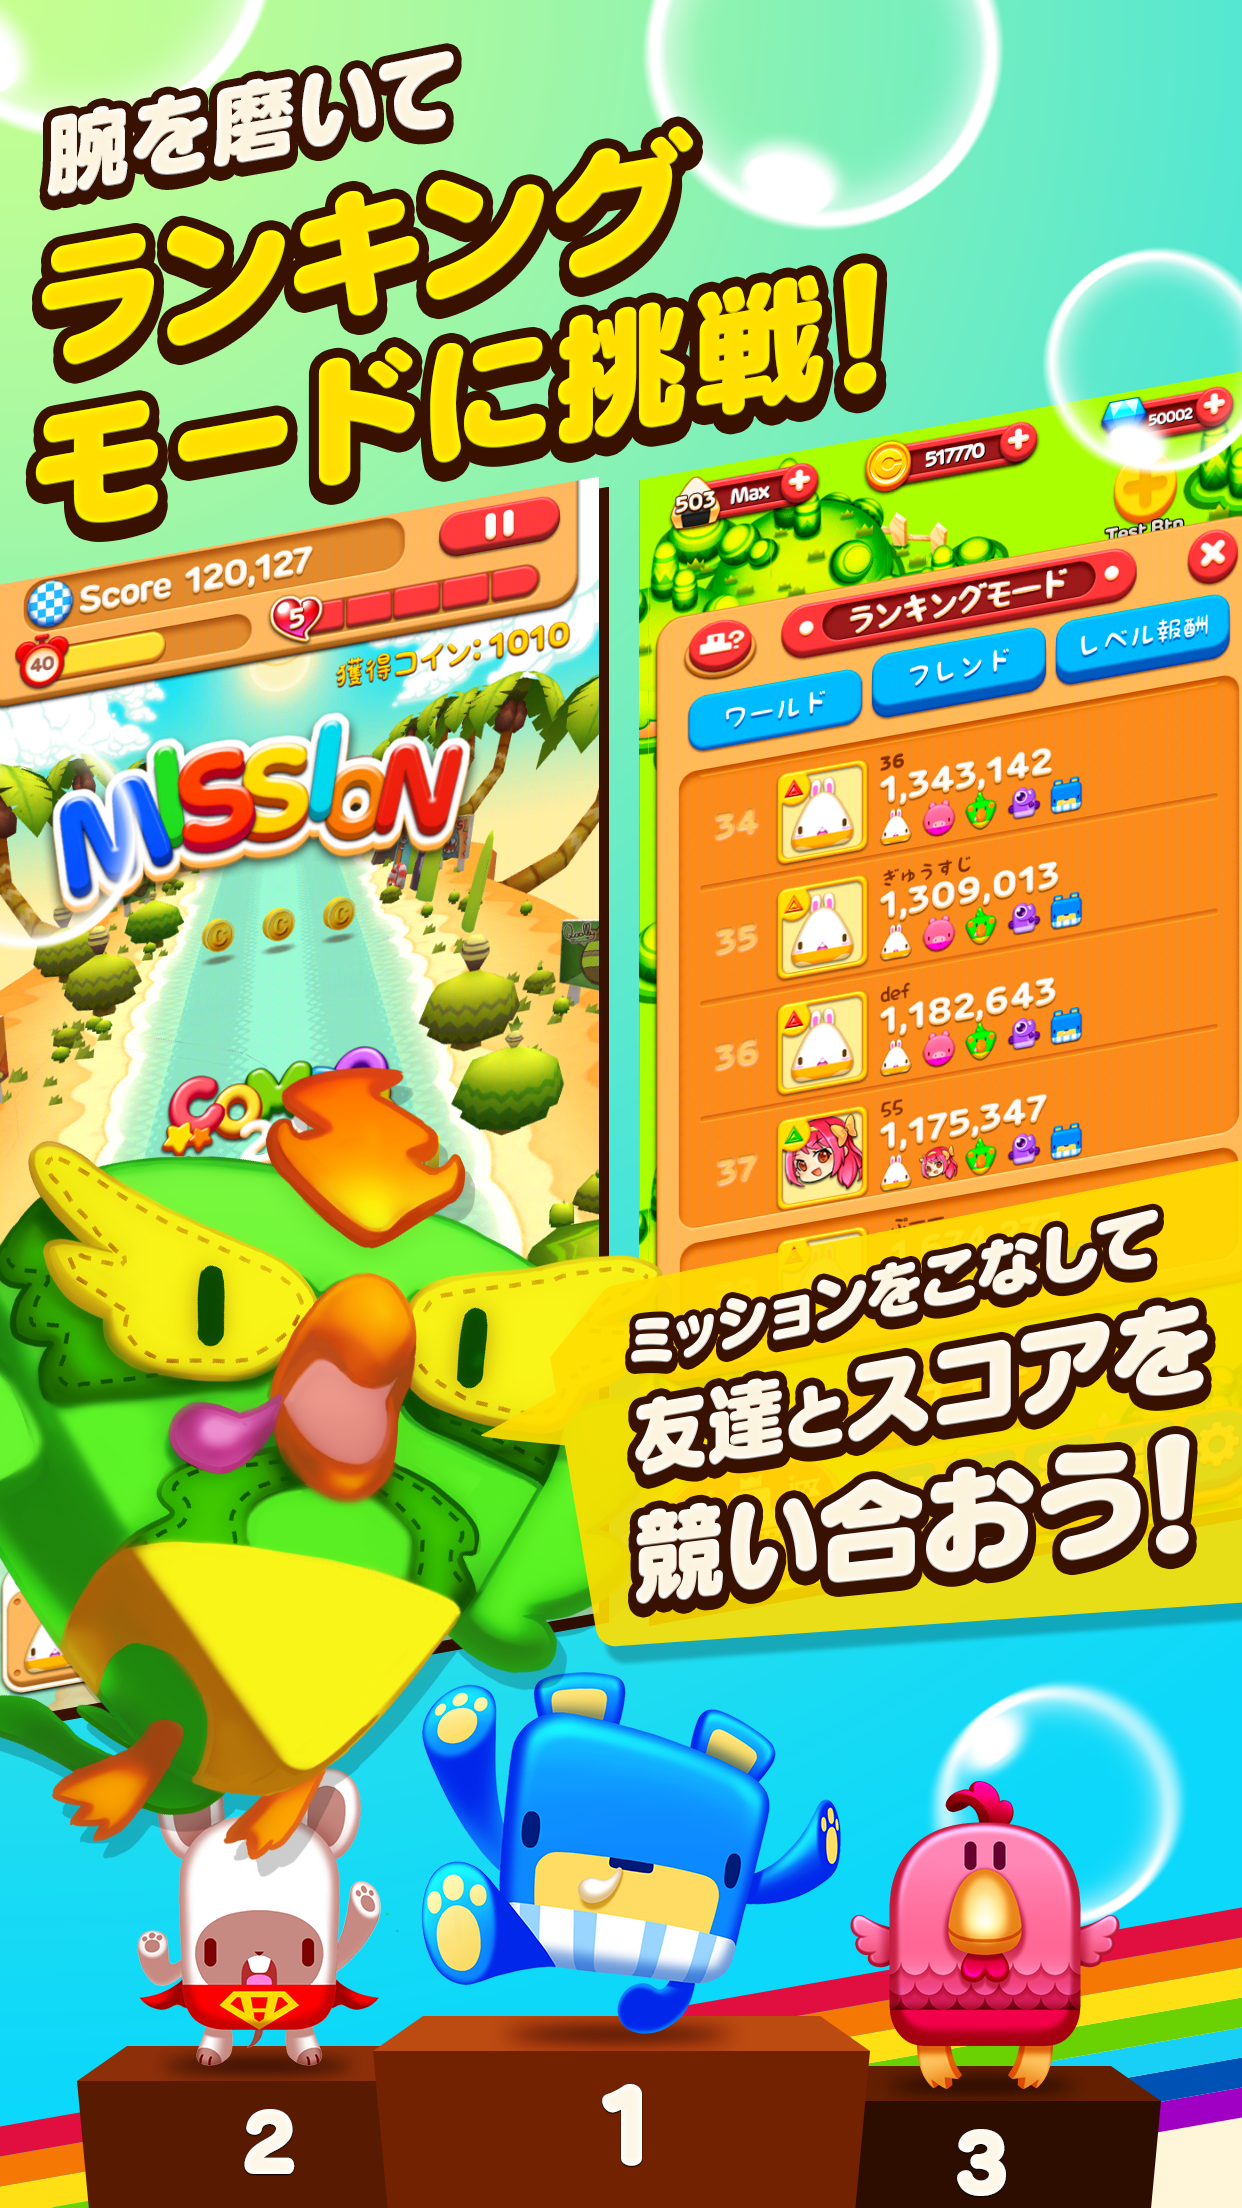 腕を磨いて
ランキング
モードに挑戦!
Score 120,127
40
5
獲得コイン:1010
MISSION
COMBO
503 Max
517770
50002
Test Btn
ランキングモード
ワールド
フレンド
レベル報酬
34
36
1,343,142
35
ぎゅうすじ
1,309,013
36
def
1,182,643
37
55
1,175,347
ミッションをこなして
友達とスコアを
競い合おう!
2
1
3